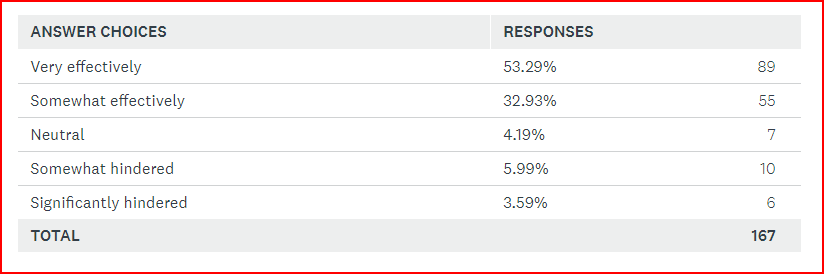 ANSWER CHOICES RESPONSES
Very effectively 53.29% 89
Somewhat effectively 32.93% 55
Neutral 4.19% 7
Somewhat hindered 5.99% 10
Significantly hindered 3.59% 6
TOTAL 167